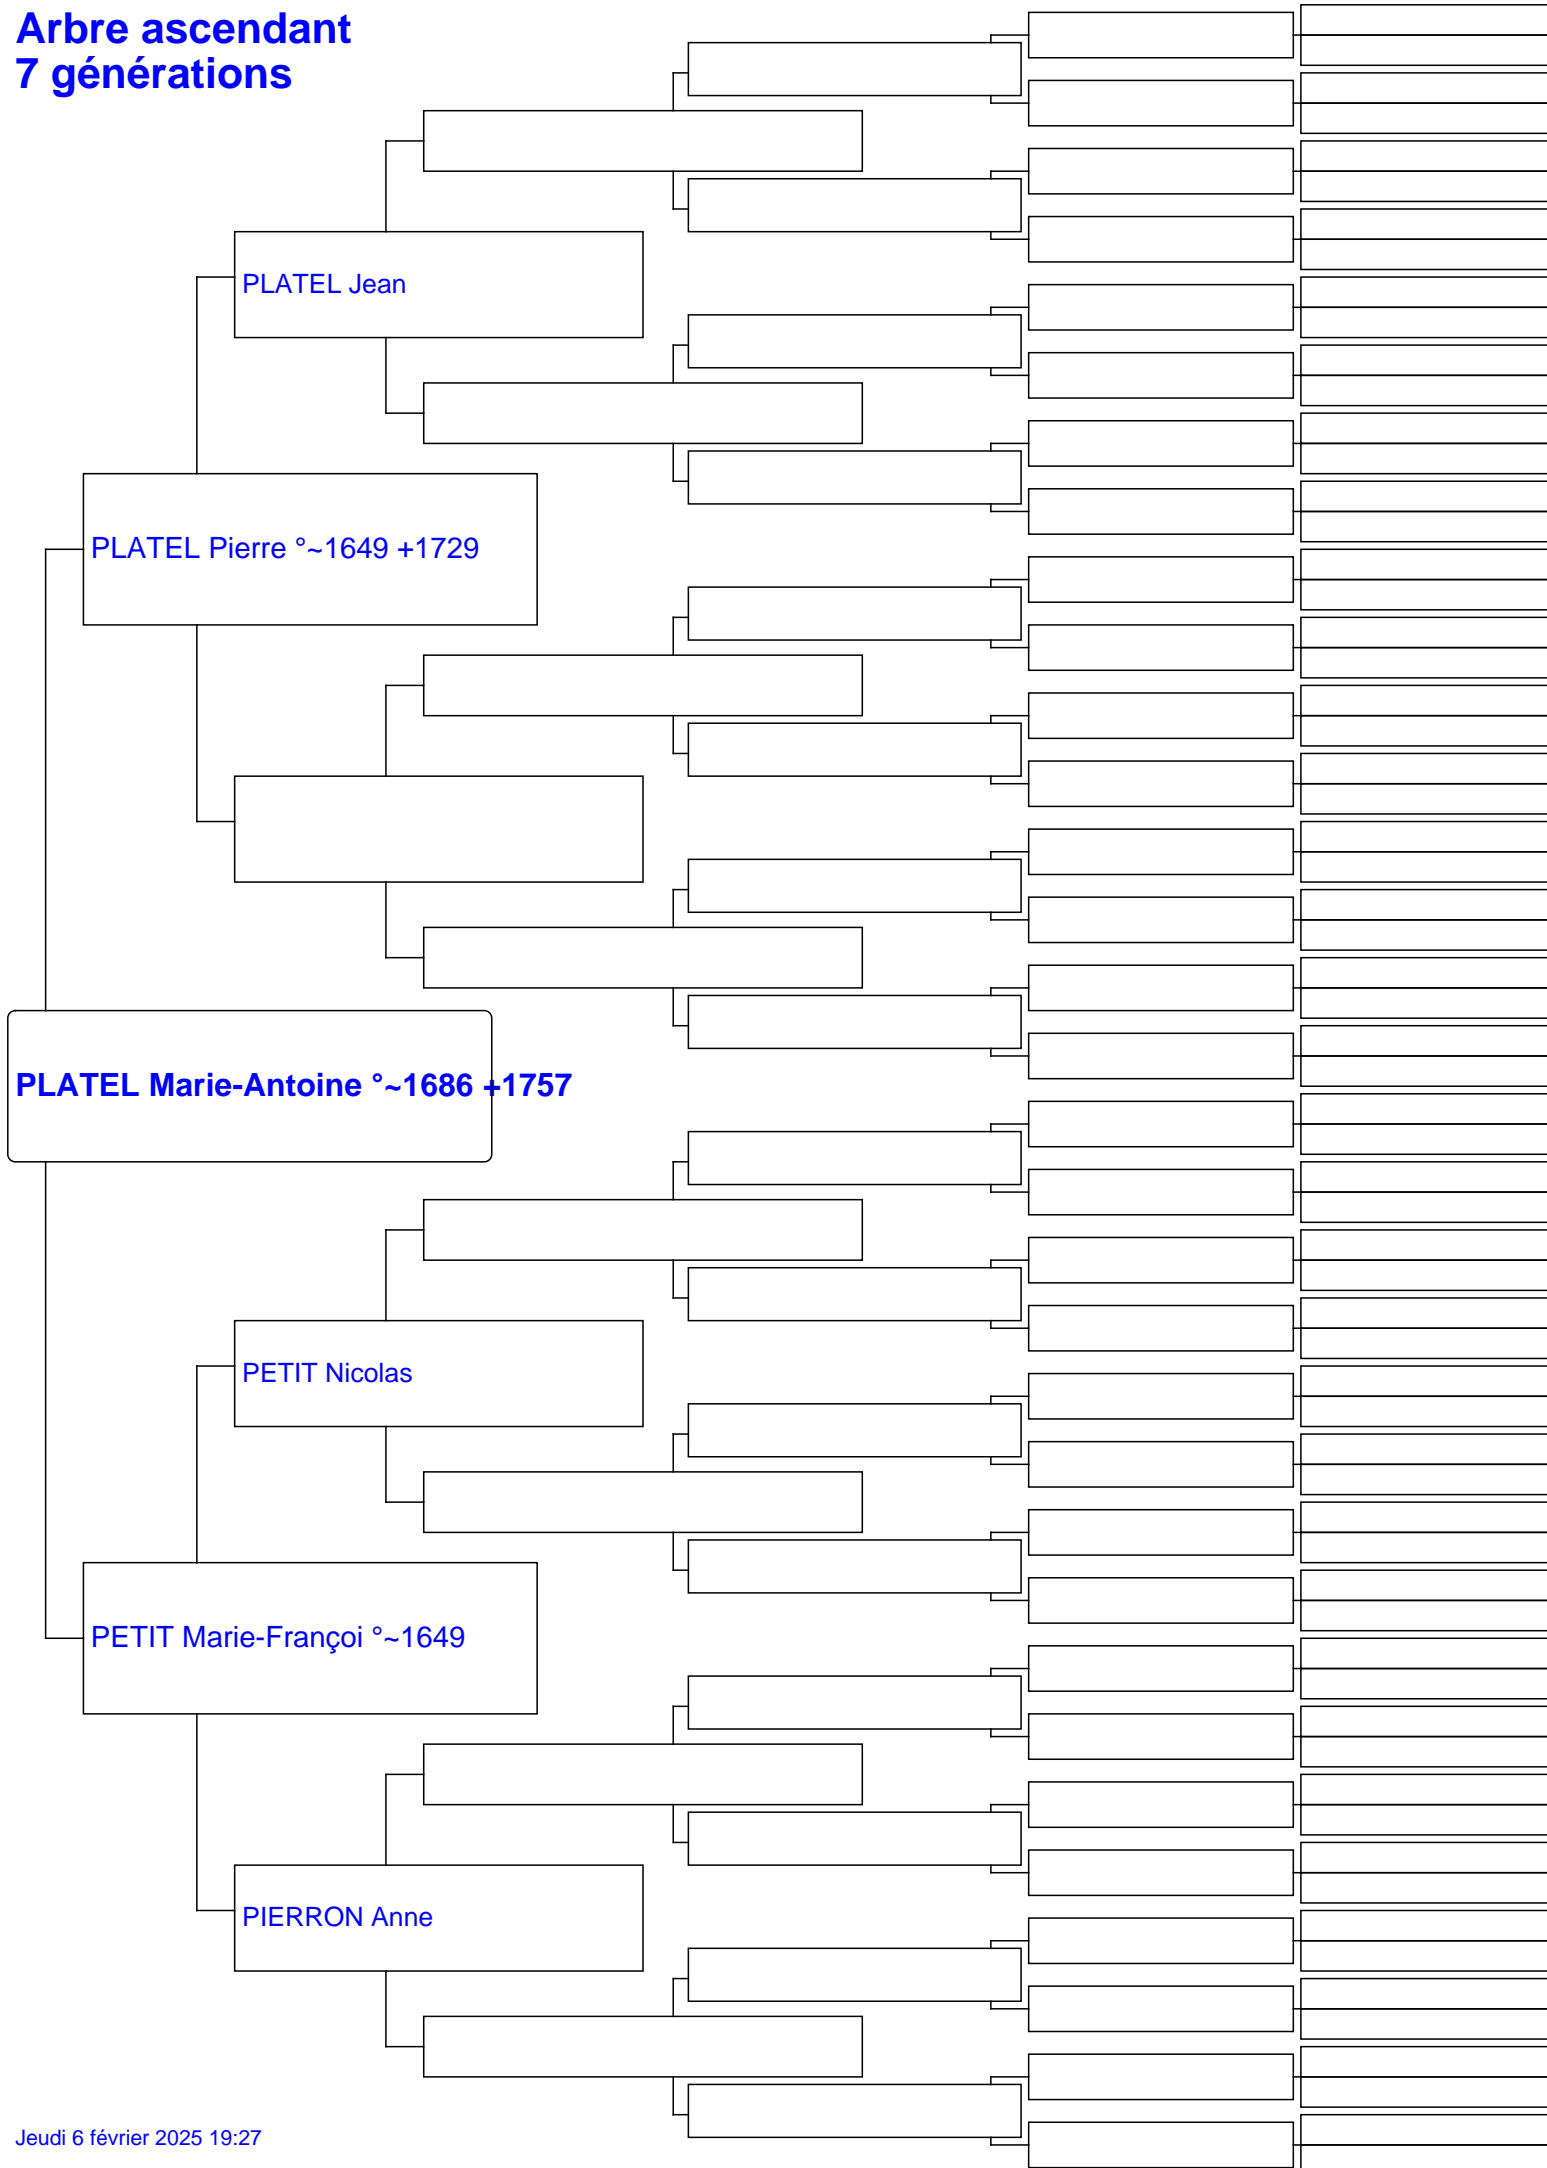 Arbre ascendant
7 générations
PLATEL Jean
PLATEL Pierre °~1649 +1729
PLATEL Marie-Antoine °~1686 +1757
PETIT Nicolas
PETIT Marie-Françoi °~1649
PIERRON Anne
Jeudi 6 février 2025 19:27